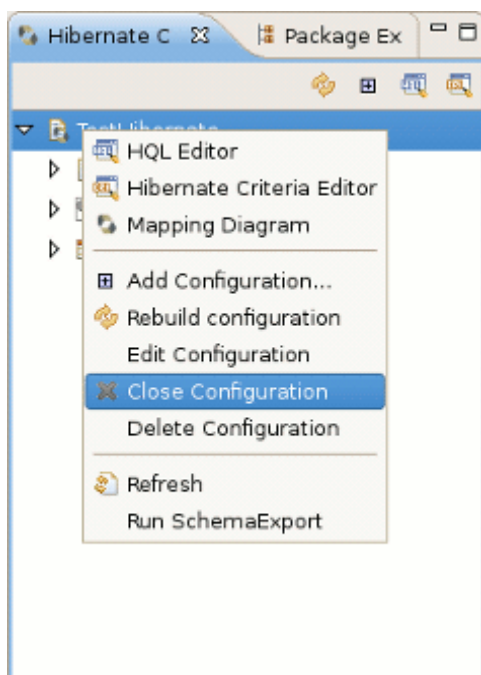 Hibernate C
Package Ex
TestHibernate
HQL Editor
Hibernate Criteria Editor
Mapping Diagram
Add Configuration...
Rebuild configuration
Edit Configuration
Close Configuration
Delete Configuration
Refresh
Run SchemaExport